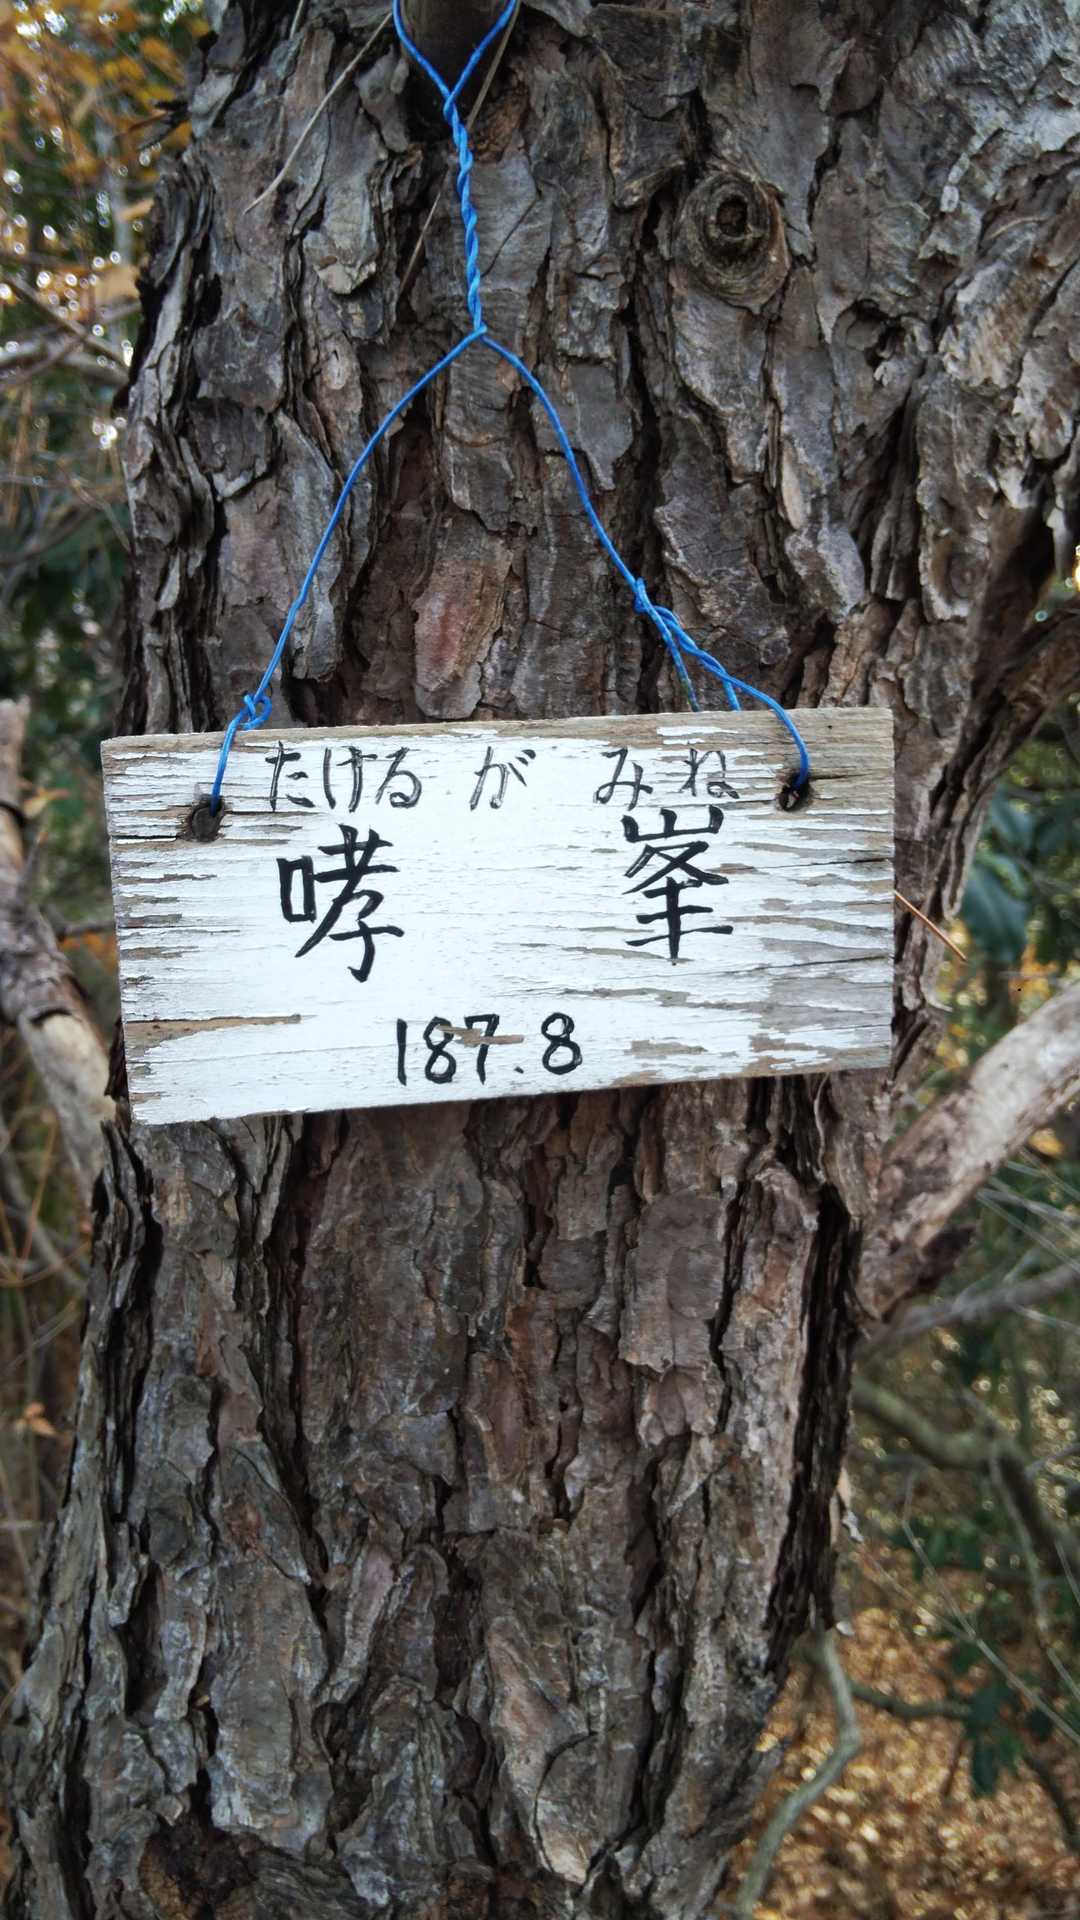 たける が みね
哮 峯
187.8